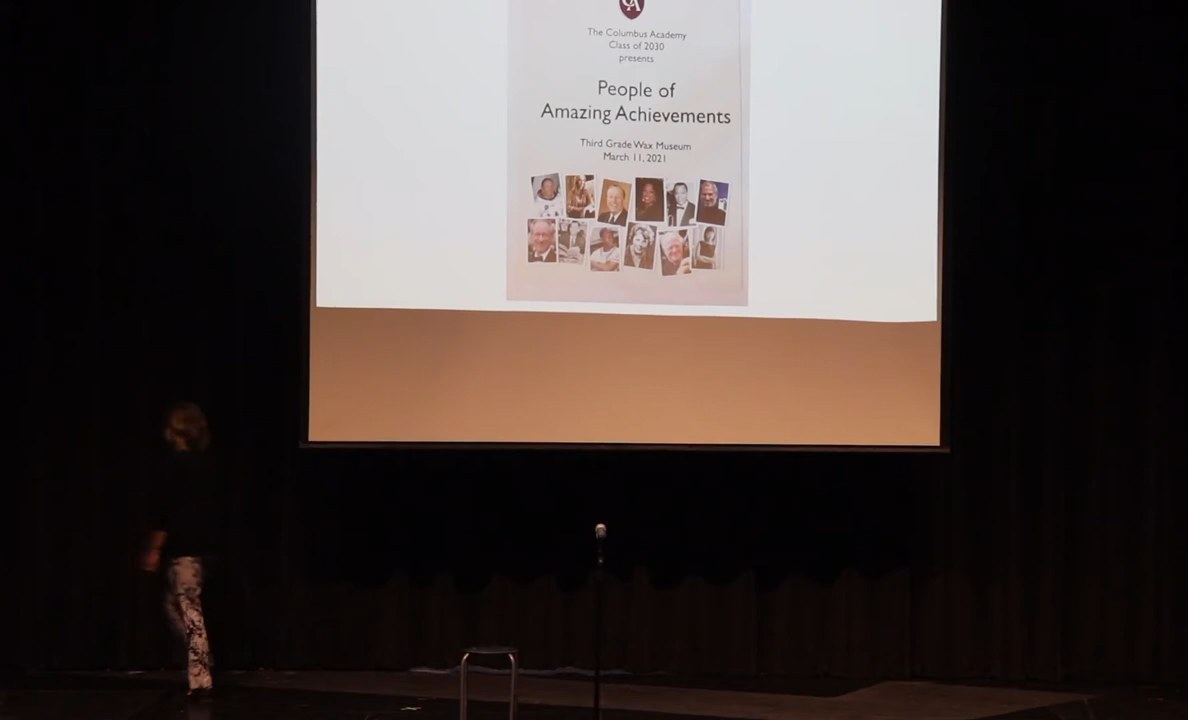 CA
The Columbus Academy
Class of 2030
presents
People of
Amazing Achievements
Third Grade Wax Museum
March 11, 2021